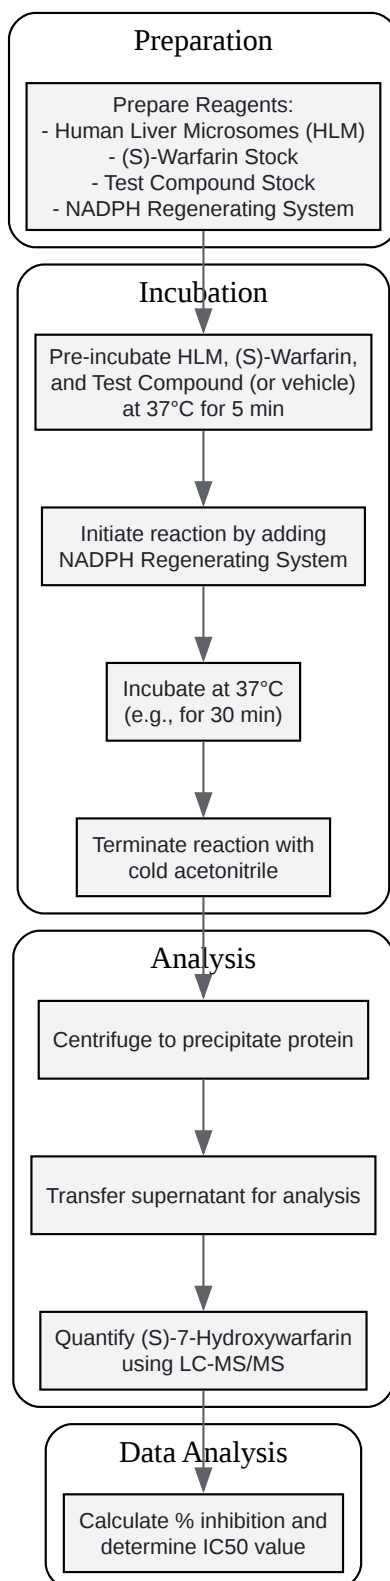 Preparation
Prepare Reagents:
- Human Liver Microsomes (HLM)
- (S)-Warfarin Stock
- Test Compound Stock
- NADPH Regenerating System
Incubation
Pre-incubate HLM, (S)-Warfarin,
and Test Compound (or vehicle)
at 37°C for 5 min
Initiate reaction by adding
NADPH Regenerating System
Incubate at 37°C
(e.g., for 30 min)
Terminate reaction with
cold acetonitrile
Analysis
Centrifuge to precipitate protein
Transfer supernatant for analysis
Quantify (S)-7-Hydroxywarfarin
using LC-MS/MS
Data Analysis
Calculate % inhibition and
determine IC50 value